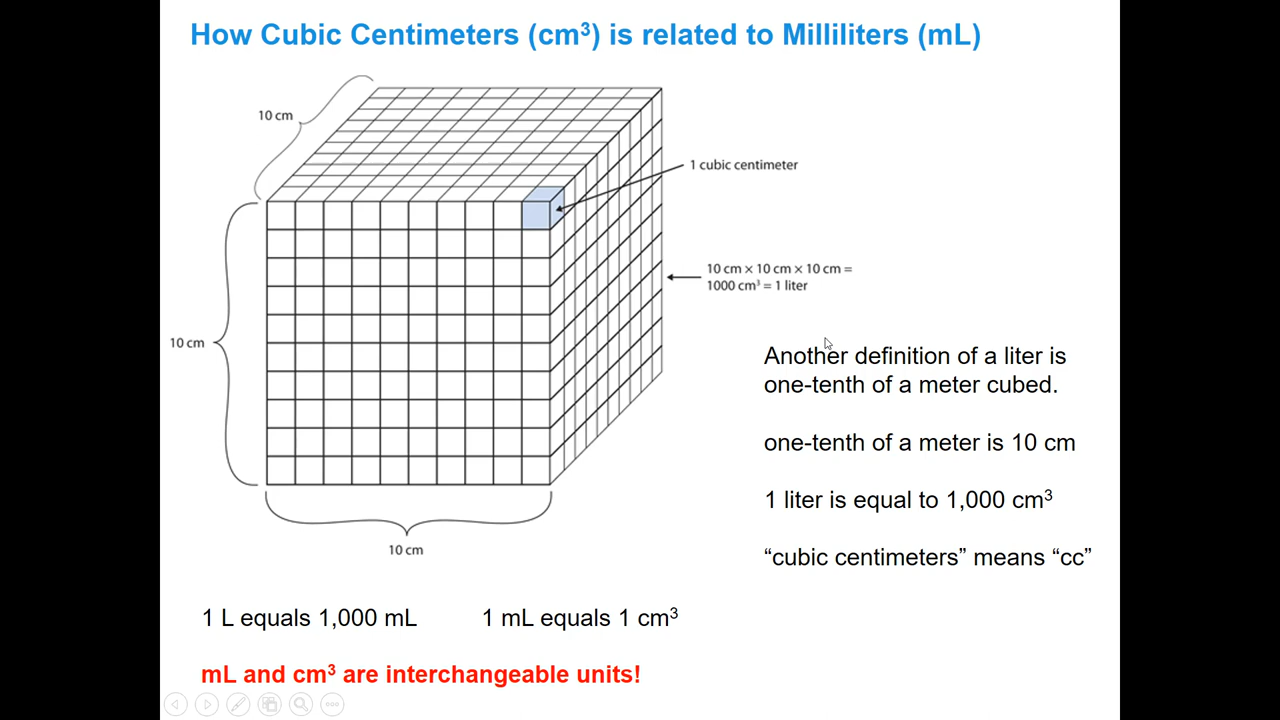 How Cubic Centimeters (cm³) is related to Milliliters (mL)
10 cm
1 cubic centimeter
10 cm × 10 cm × 10 cm =
1000 cm³ = 1 liter
10 cm
Another definition of a liter is
one-tenth of a meter cubed.
one-tenth of a meter is 10 cm
1 liter is equal to 1,000 cm³
10 cm
“cubic centimeters” means “cc”
1 L equals 1,000 mL
1 mL equals 1 cm³
mL and cm³ are interchangeable units!